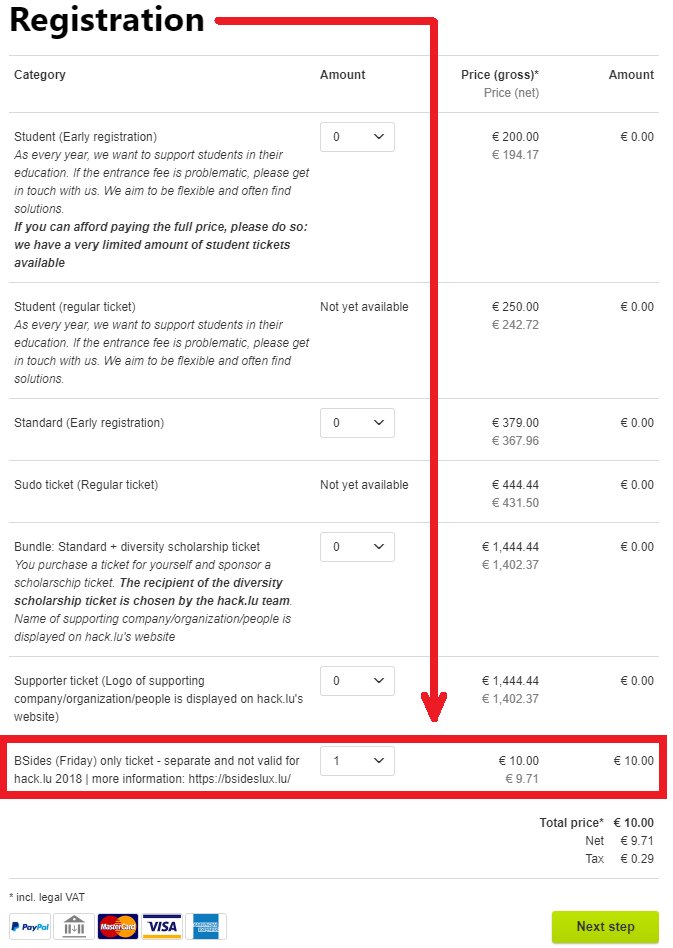 Registration
Category Amount Price (gross)* Amount
Price (net)
Student (Early registration) 0 € 200.00 € 0.00
As every year, we want to support students in their € 194.17
education. If the entrance fee is problematic, please get
in touch with us. We aim to be flexible and often find
solutions.
If you can afford paying the full price, please do so:
we have a very limited amount of student tickets
available
Student (regular ticket) Not yet available € 250.00 € 0.00
As every year, we want to support students in their € 242.72
education. If the entrance fee is problematic, please get
in touch with us. We aim to be flexible and often find
solutions.
Standard (Early registration) 0 € 379.00 € 0.00
€ 367.96
Sudo ticket (Regular ticket) Not yet available € 444.44 € 0.00
€ 431.50
Bundle: Standard + diversity scholarship ticket 0 € 1,444.44 € 0.00
You purchase a ticket for yourself and sponsor a € 1,402.37
scholarschip ticket. The recipient of the diversity
scholarship ticket is chosen by the hack.lu team.
Name of supporting company/organization/people is
displayed on hack.lu's website
Supporter ticket (Logo of supporting 0 € 1,444.44 € 0.00
company/organization/people is displayed on hack.lu's € 1,402.37
website)
BSides (Friday) only ticket - separate and not valid for 1 € 10.00 € 10.00
hack.lu 2018 | more information: https://bsideslux.lu/ € 9.71
Total price* € 10.00
Net € 9.71
Tax € 0.29
* incl. legal VAT
PayPal MasterCard VISA AMERICAN EXPRESS Next step